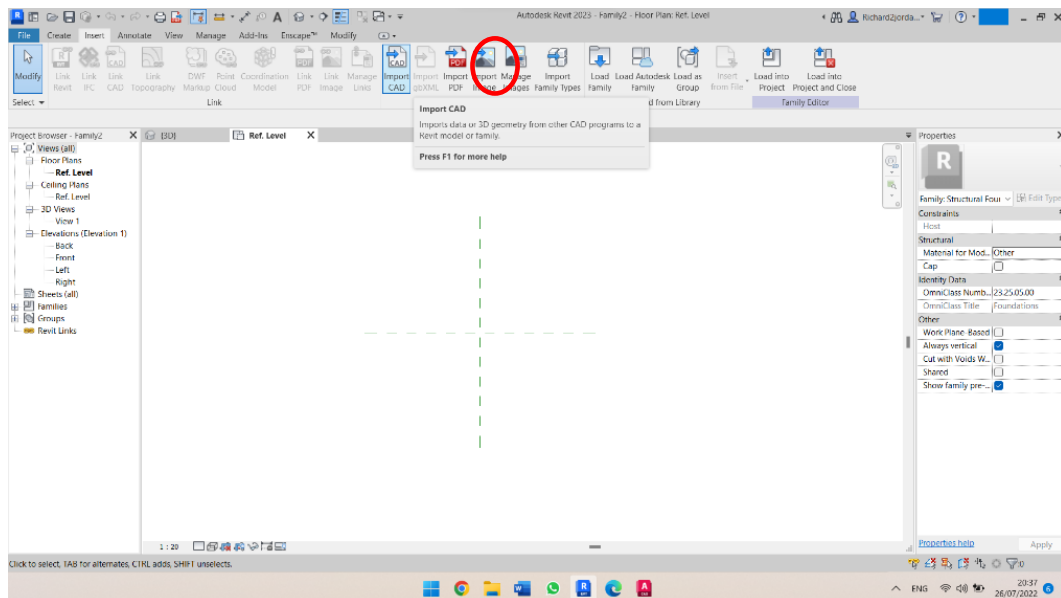 Autodesk Revit 2023 - Family2 - Floor Plan: Ref. Level
Richard2jorda...
File Create Insert Annotate View Manage Add-Ins Enscape™ Modify
Modify
Link Revit
Link IFC
Link CAD
Link Topography
DWF Markup
Point Cloud
Coordination Model
Link PDF
Link Image
Manage Links
Import CAD
Import gbXML
Import PDF
Import Image
Manage Images
Import Family Types
Load Family
Load Autodesk Family
Load as Group
Insert from File
Load into Project
Load into Project and Close
Select
Link
d from Library
Family Editor
Import CAD
Imports data or 3D geometry from other CAD programs to a
Revit model or family.
Press F1 for more help
Project Browser - Family2 X
{3D}
Ref. Level X
Properties X
Views (all)
Floor Plans
Ref. Level
Ceiling Plans
Ref. Level
3D Views
View 1
Elevations (Elevation 1)
Back
Front
Left
Right
Sheets (all)
Families
Groups
Revit Links
R
Family: Structural Four
Edit Type
Constraints
Host
Structural
Material for Mod... Other
Cap
Identity Data
OmniClass Numb... 23.25.05.00
OmniClass Title Foundations
Other
Work Plane-Based
Always vertical
Cut with Voids W...
Shared
Show family pre-...
1 : 20
Properties help
Apply
Click to select, TAB for alternates, CTRL adds, SHIFT unselects.
:0
ENG
20:37
26/07/2022
6